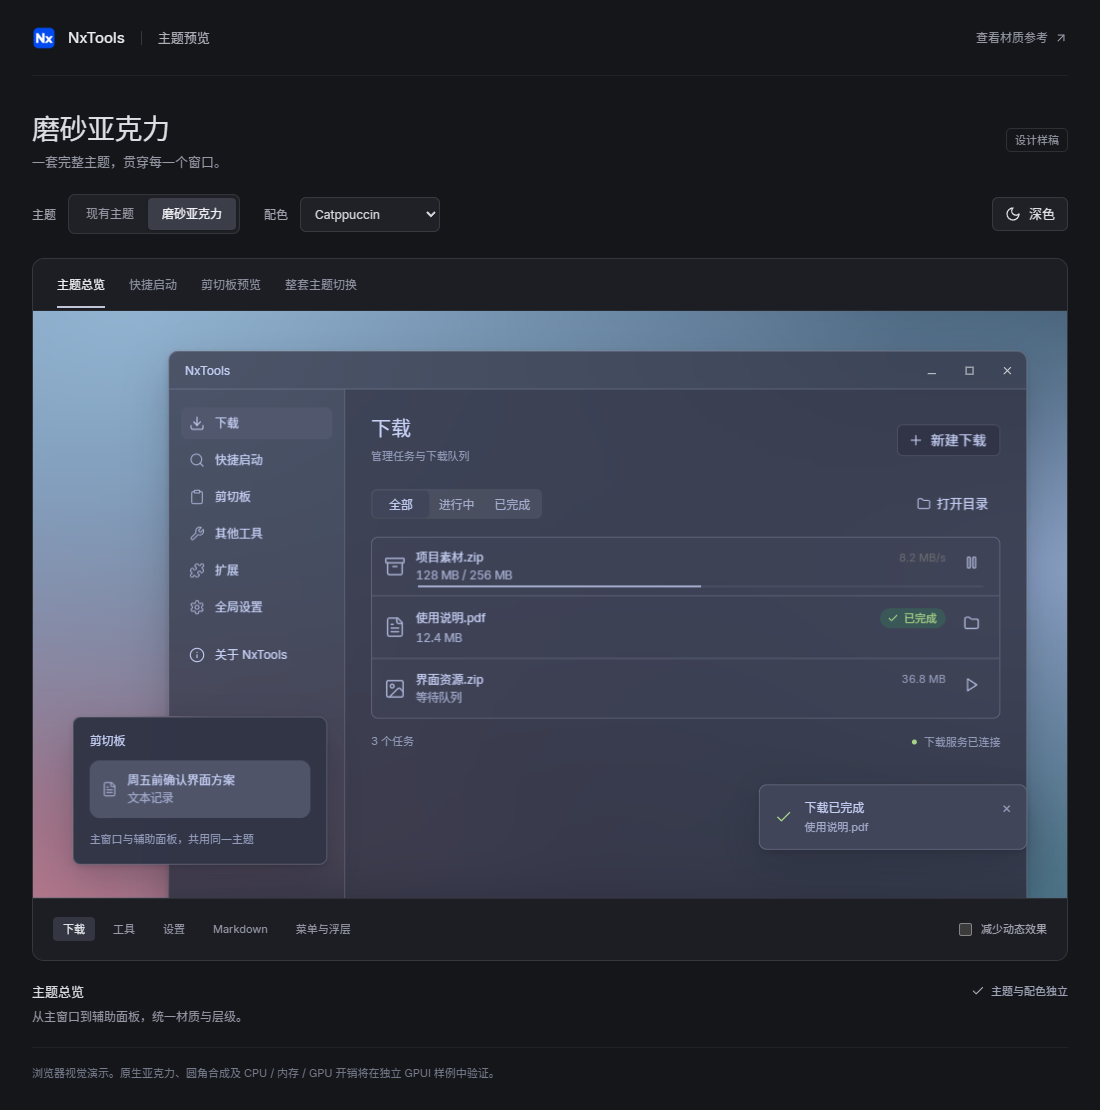 Nx NxTools 主题预览 查看材质参考
磨砂亚克力
一套完整主题，贯穿每一个窗口。
设计样稿
主题 现有主题 磨砂亚克力 配色 Catppuccin 深色
主题总览 快捷启动 剪切板预览 整套主题切换
NxTools
下载
快捷启动
剪切板
其他工具
扩展
全局设置
关于 NxTools
下载
管理任务与下载队列
新建下载
全部 进行中 已完成 打开目录
项目素材.zip 8.2 MB/s
128 MB / 256 MB
使用说明.pdf 已完成
12.4 MB
界面资源.zip 36.8 MB
等待队列
3 个任务 下载服务已连接
剪切板
周五前确认界面方案
文本记录
主窗口与辅助面板，共用同一主题
下载已完成
使用说明.pdf
下载 工具 设置 Markdown 菜单与浮层 减少动态效果
主题总览 主题与配色独立
从主窗口到辅助面板，统一材质与层级。
浏览器视觉演示。原生亚克力、圆角合成及 CPU / 内存 / GPU 开销将在独立 GPUI 样例中验证。